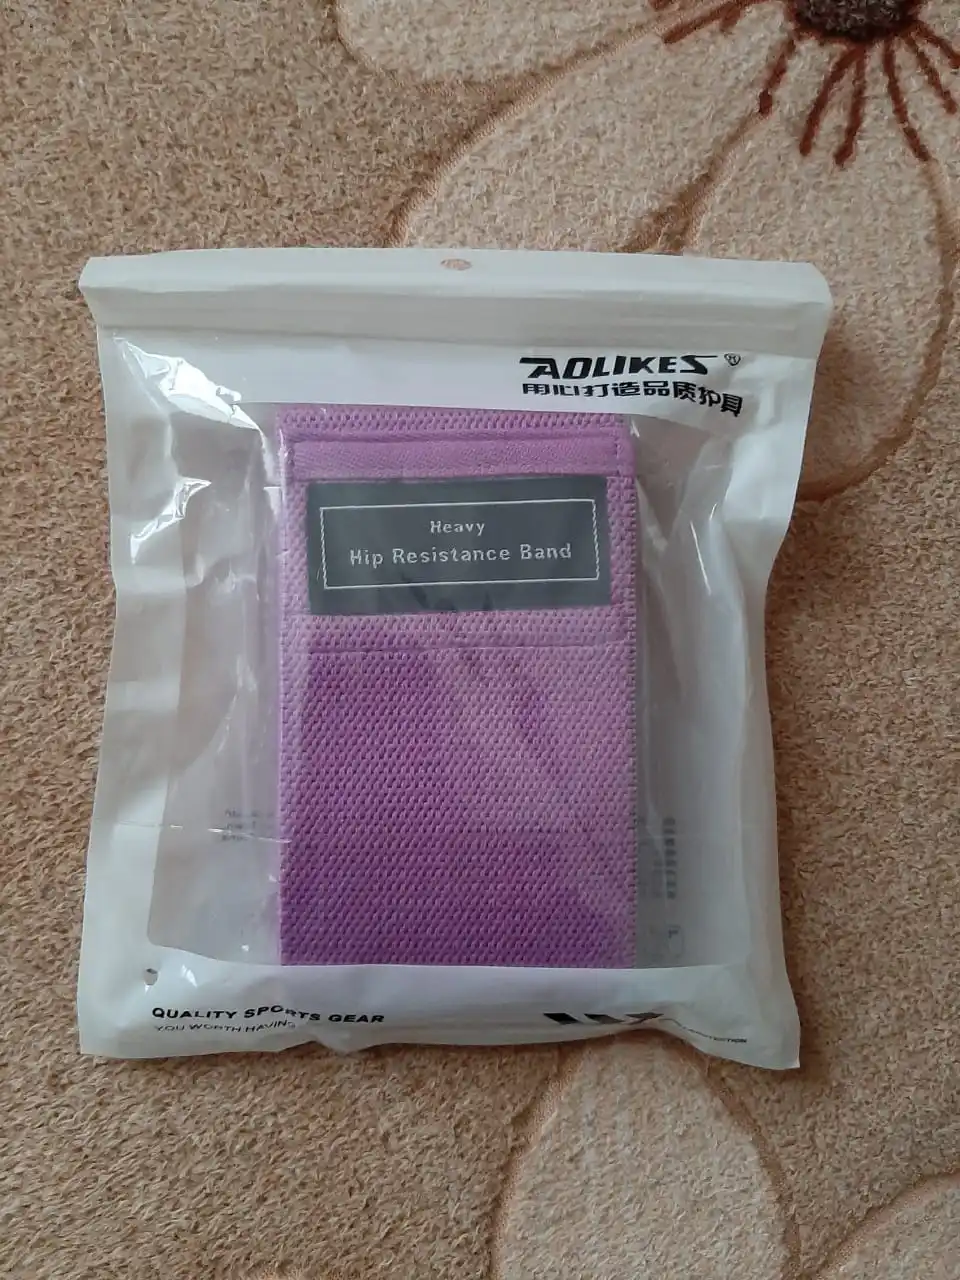 AOLIKES®
用心打造品质护具
Heavy
Hip Resistance Band
QUALITY SPORTS GEAR
YOU WORTH HAVING